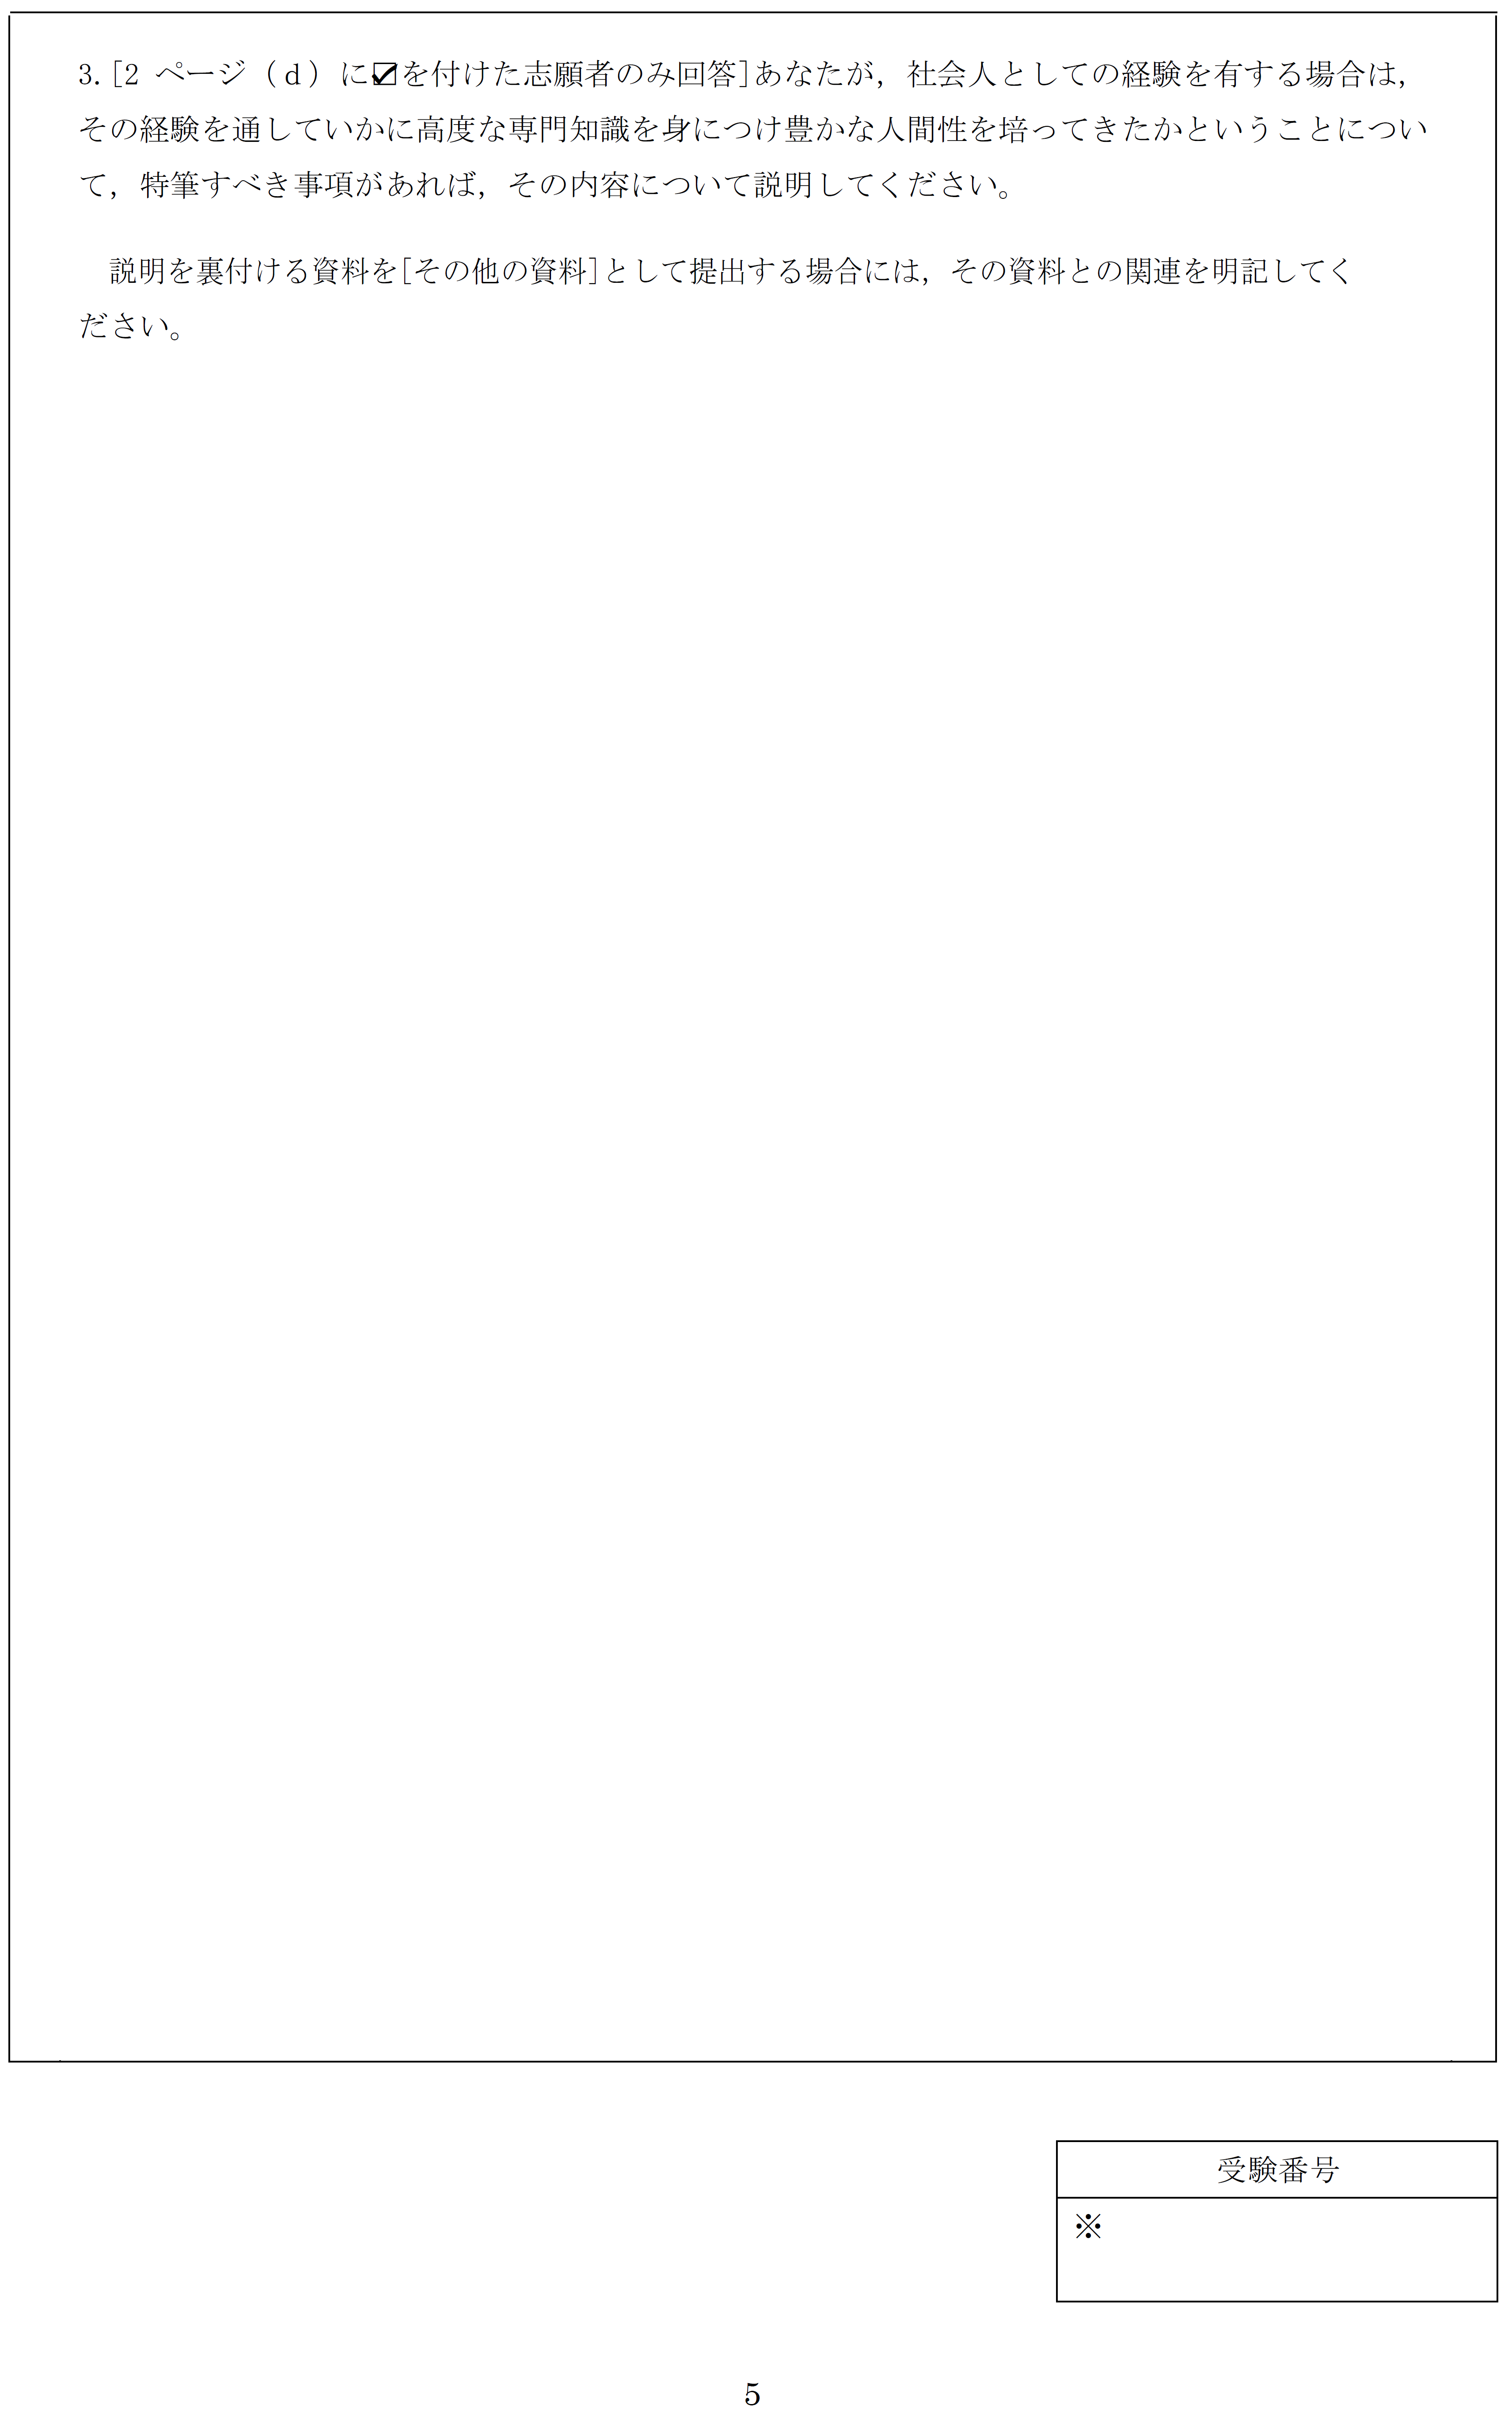 3.［2 ページ（ｄ）に☑を付けた志願者のみ回答］あなたが，社会人としての経験を有する場合は，
その経験を通していかに高度な専門知識を身につけ豊かな人間性を培ってきたかということについ
て，特筆すべき事項があれば，その内容について説明してください。
説明を裏付ける資料を［その他の資料］として提出する場合には，その資料との関連を明記してく
ださい。
受験番号
※
5